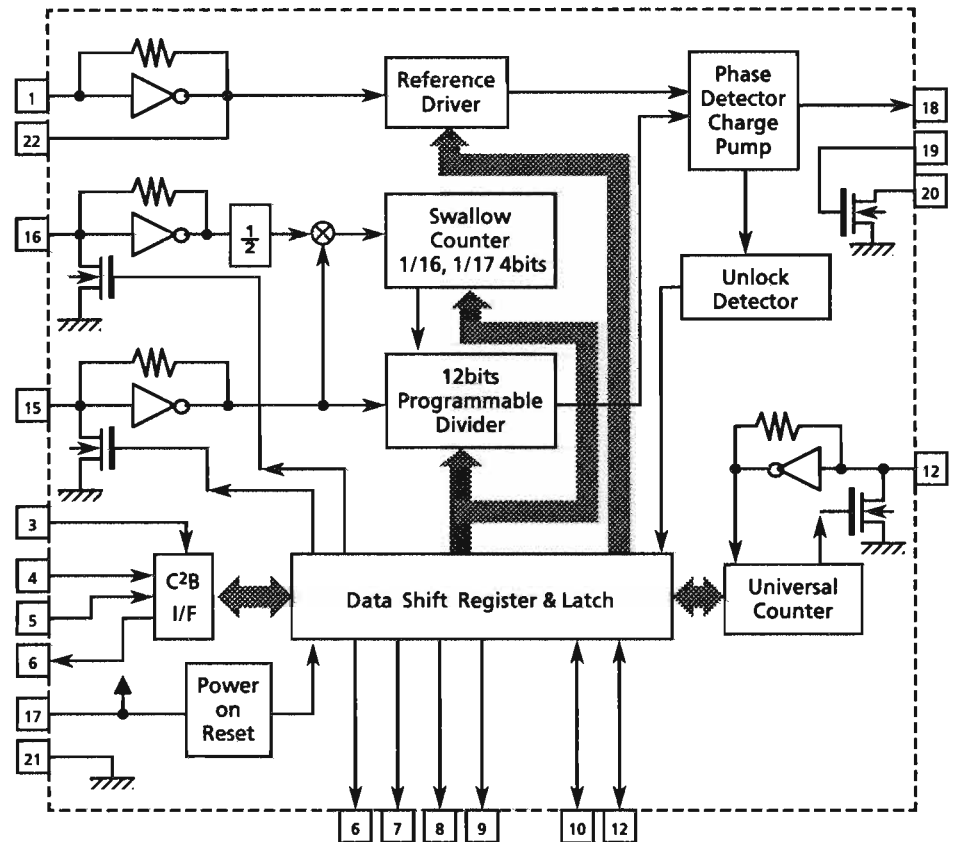 1
Reference
Driver
Phase
Detector
Charge
Pump
18
22
19
20
16
1/2
Swallow
Counter
1/16, 1/17 4bits
Unlock
Detector
15
12bits
Programmable
Divider
12
3
4
5
6
C²B
I/F
Data Shift Register & Latch
Universal
Counter
17
Power
on
Reset
21
6
7
8
9
10
12